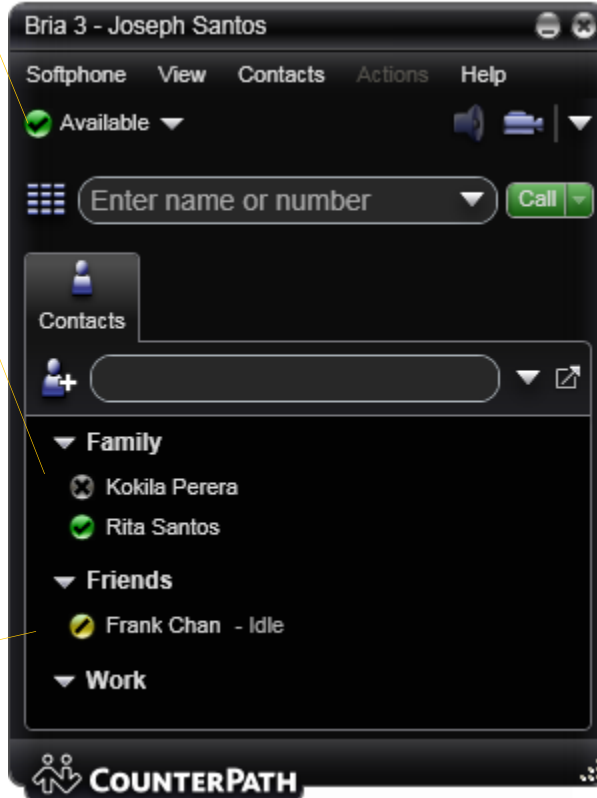 Bria 3 - Joseph Santos
Softphone View Contacts Actions Help
Available
Enter name or number Call
Contacts
Family
Kokila Perera
Rita Santos
Friends
Frank Chan - Idle
Work
COUNTERPATH